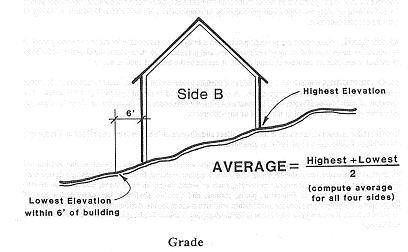 Side B
Highest Elevation
6'
AVERAGE = Highest + Lowest
2
(compute average
for all four sides)
Lowest Elevation
within 6' of building
Grade